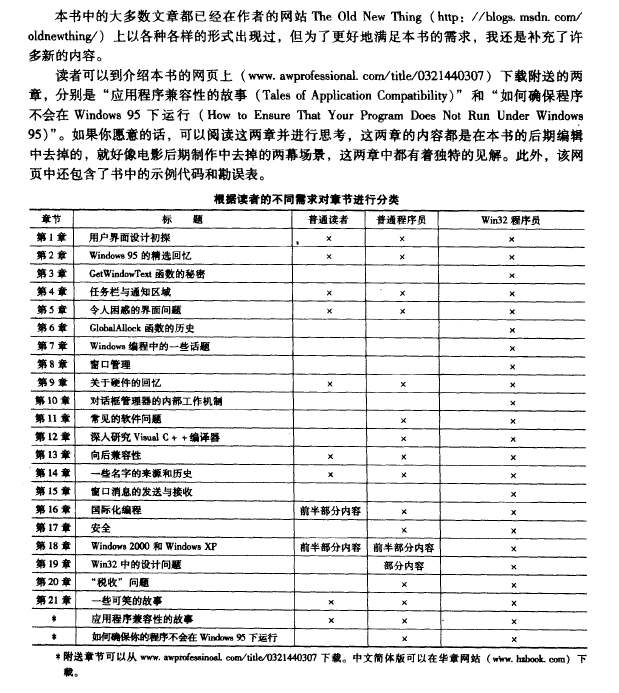 本书中的大多数文章都已经在作者的网站 The Old New Thing（http：//blogs. msdn. com/
oldnewthing/）上以各种各样的形式出现过，但为了更好地满足本书的需求，我还是补充了许
多新的内容。
读者可以到介绍本书的网页上（www. awprofessional. com/title/0321440307）下载附送的两
章，分别是“应用程序兼容性的故事（Tales of Application Compatibility）”和“如何确保程序
不会在 Windows 95 下运行（How to Ensure That Your Program Does Not Run Under Windows
95）”。如果你愿意的话，可以阅读这两章并进行思考，这两章的内容都是在本书的后期编辑
中去掉的，就好像电影后期制作中去掉的两幕场景，这两章中都有着独特的见解。此外，该网
页中还包含了书中的示例代码和勘误表。
根据读者的不同需求对章节进行分类
章节 标 题 普通读者 普通程序员 Win32 程序员
第 1 章 用户界面设计初探 × × ×
第 2 章 Windows 95 的精选回忆 × × ×
第 3 章 GetWindowText 函数的秘密 ×
第 4 章 任务栏与通知区域 × × ×
第 5 章 令人困惑的界面问题 × × ×
第 6 章 GlobalAllock 函数的历史 ×
第 7 章 Windows 编程中的一些话题 ×
第 8 章 窗口管理 ×
第 9 章 关于硬件的回忆 × × ×
第 10 章 对话框管理器的内部工作机制 ×
第 11 章 常见的软件问题 × ×
第 12 章 深人研究 Visual C + + 编译器 × ×
第 13 章 向后兼容性 × × ×
第 14 章 一些名字的来源和历史 × × ×
第 15 章 窗口消息的发送与接收 ×
第 16 章 国际化编程 前半部分内容 × ×
第 17 章 安全 × ×
第 18 章 Windows 2000 和 Windows XP 前半部分内容 前半部分内容 ×
第 19 章 Win32 中的设计问题 部分内容 ×
第 20 章 “税收”问题 × ×
第 21 章 一些可笑的故事 × × ×
* 应用程序兼容性的故事 × × ×
* 如何确保你的程序不会在 Windows 95 下运行 × ×
* 附送章节可以从 www. awprofessinoal. com/title/0321440307 下载。中文简体版可以在华章网站（www. hzbook. com）下
载。